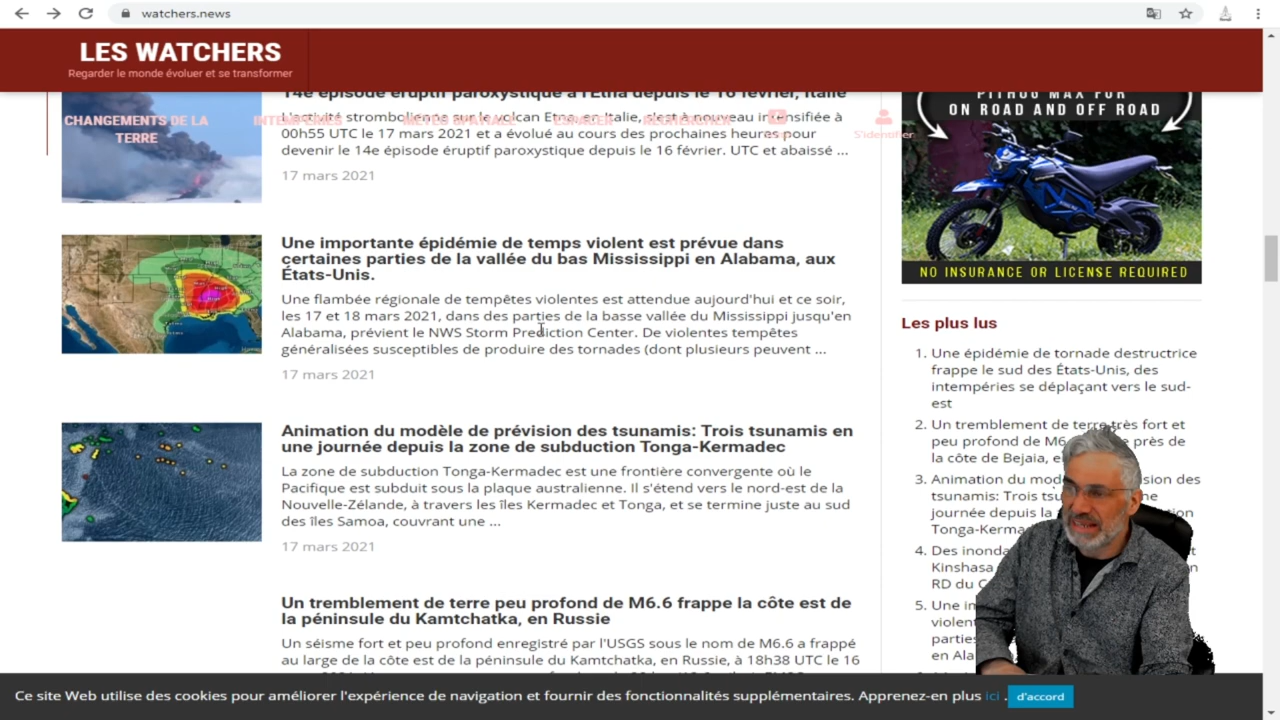 watchers.news
LES WATCHERS
Regarder le monde évoluer et se transformer
CHANGEMENTS DE LA
TERRE
S'identifier
14e épisode éruptif paroxystique à l'Etna depuis le 16 février, Italie
00h55 UTC le 17 mars 2021 et a évolué au cours des prochaines heures pour
devenir le 14e épisode éruptif paroxystique depuis le 16 février. UTC et abaissé ...
17 mars 2021
Une importante épidémie de temps violent est prévue dans
certaines parties de la vallée du bas Mississippi en Alabama, aux
États-Unis.
Une flambée régionale de tempêtes violentes est attendue aujourd'hui et ce soir,
les 17 et 18 mars 2021, dans des parties de la basse vallée du Mississippi jusqu'en
Alabama, prévient le NWS Storm Prediction Center. De violentes tempêtes
généralisées susceptibles de produire des tornades (dont plusieurs peuvent ...
17 mars 2021
Animation du modèle de prévision des tsunamis: Trois tsunamis en
une journée depuis la zone de subduction Tonga-Kermadec
La zone de subduction Tonga-Kermadec est une frontière convergente où le
Pacifique est subduit sous la plaque australienne. Il s'étend vers le nord-est de la
Nouvelle-Zélande, à travers les îles Kermadec et Tonga, et se termine juste au sud
des îles Samoa, couvrant une ...
17 mars 2021
Un tremblement de terre peu profond de M6.6 frappe la côte est de
la péninsule du Kamtchatka, en Russie
Un séisme fort et peu profond enregistré par l'USGS sous le nom de M6.6 a frappé
au large de la côte est de la péninsule du Kamtchatka, en Russie, à 18h38 UTC le 16
PITHOG MAX FOR
ON ROAD AND OFF ROAD
NO INSURANCE OR LICENSE REQUIRED
Les plus lus
1. Une épidémie de tornade destructrice
frappe le sud des États-Unis, des
intempéries se déplaçant vers le sud-
est
2. Un tremblement de terre très fort et
peu profond de M6 près de
la côte de Bejaia,
3. Animation du des
tsunamis: Trois
journée depuis la
4. Des
Kinshasa
RD du
5. Une
Ce site Web utilise des cookies pour améliorer l'expérience de navigation et fournir des fonctionnalités supplémentaires. Apprenez-en plus ici . d'accord